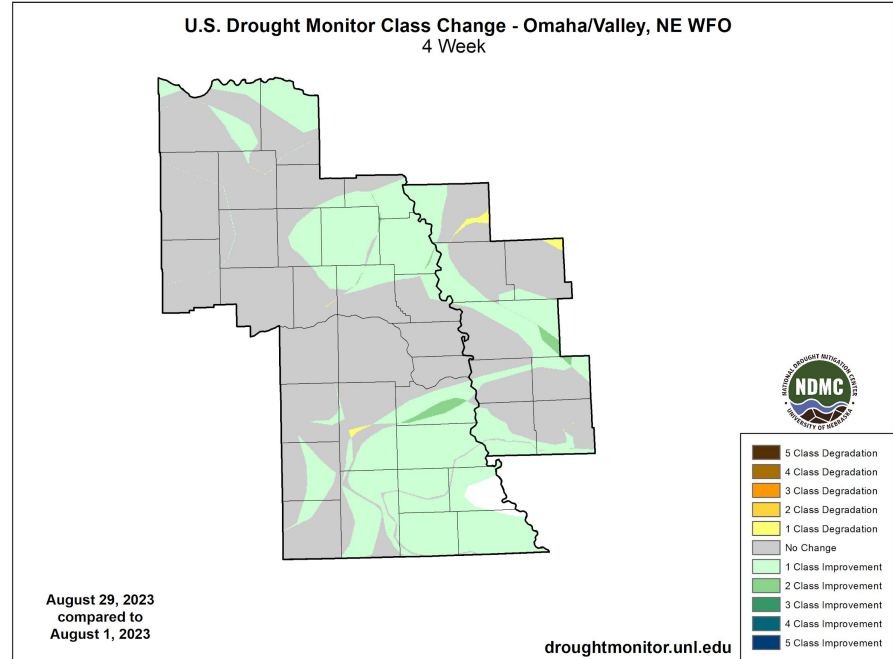 U.S. Drought Monitor Class Change - Omaha/Valley, NE WFO
4 Week
NATIONAL DROUGHT MITIGATION CENTER
NDMC
UNIVERSITY OF NEBRASKA
5 Class Degradation
4 Class Degradation
3 Class Degradation
2 Class Degradation
1 Class Degradation
No Change
1 Class Improvement
2 Class Improvement
3 Class Improvement
4 Class Improvement
5 Class Improvement
August 29, 2023
compared to
August 1, 2023
droughtmonitor.unl.edu